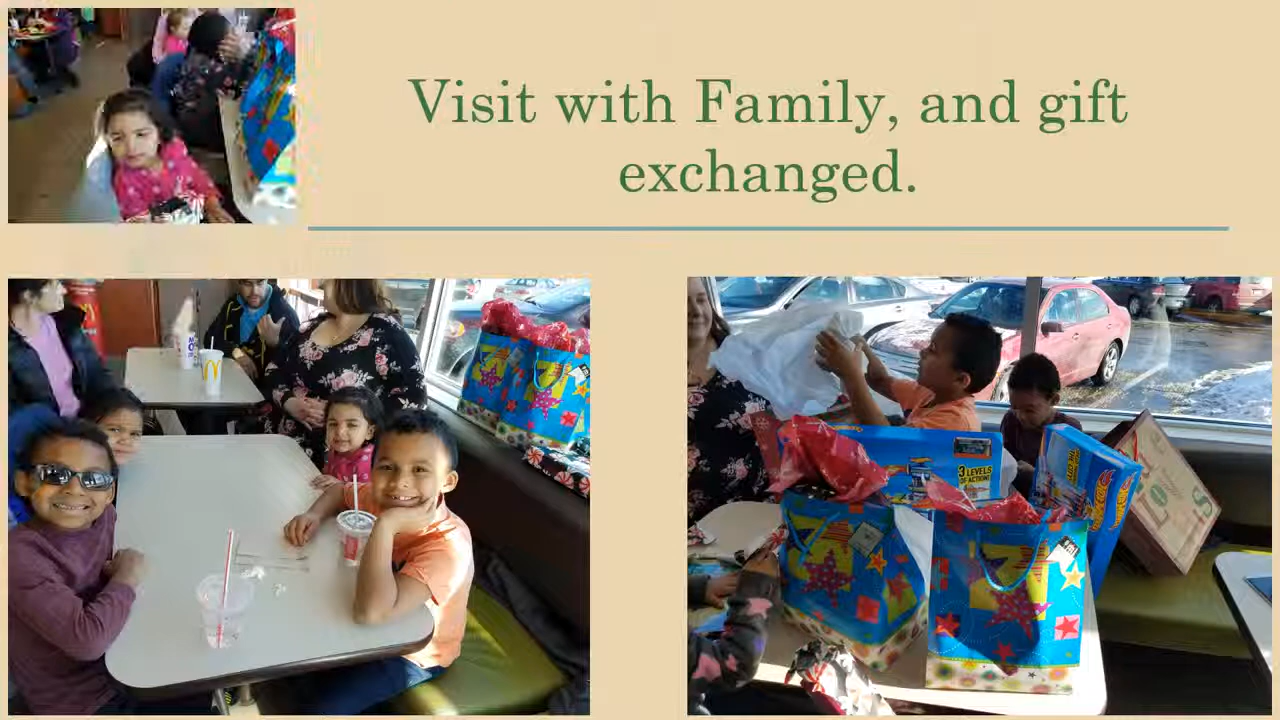 Visit with Family, and gift
exchanged.
3 LEVELS
OF ACTION!